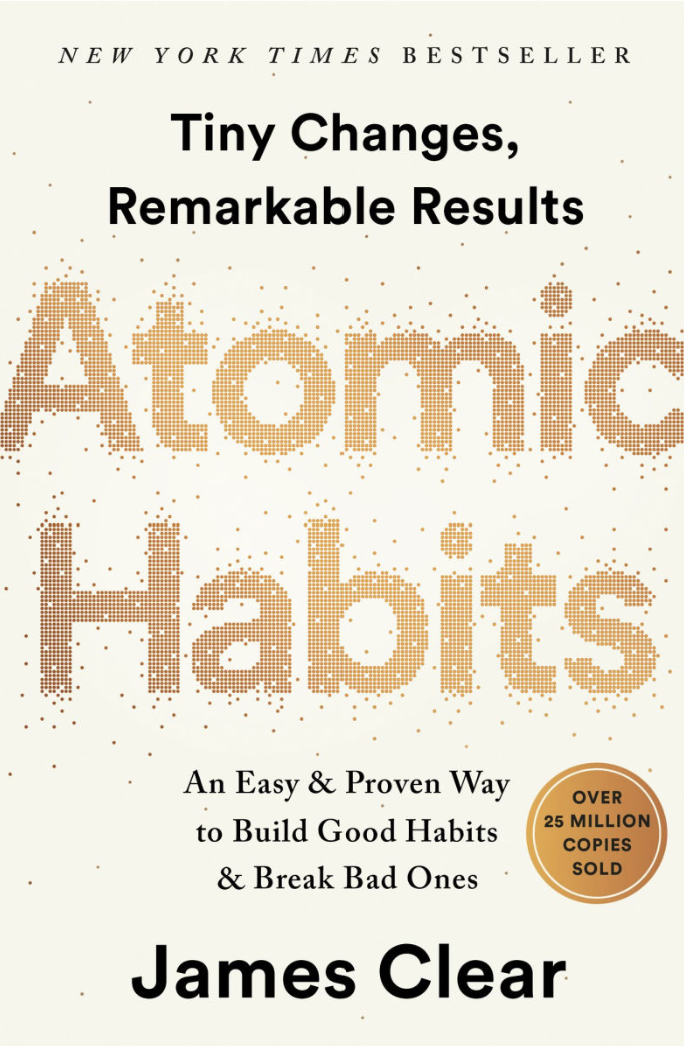 NEW YORK TIMES BESTSELLER
Tiny Changes,
Remarkable Results
Atomic
Habits
An Easy & Proven Way
to Build Good Habits
& Break Bad Ones
OVER
25 MILLION
COPIES
SOLD
James Clear